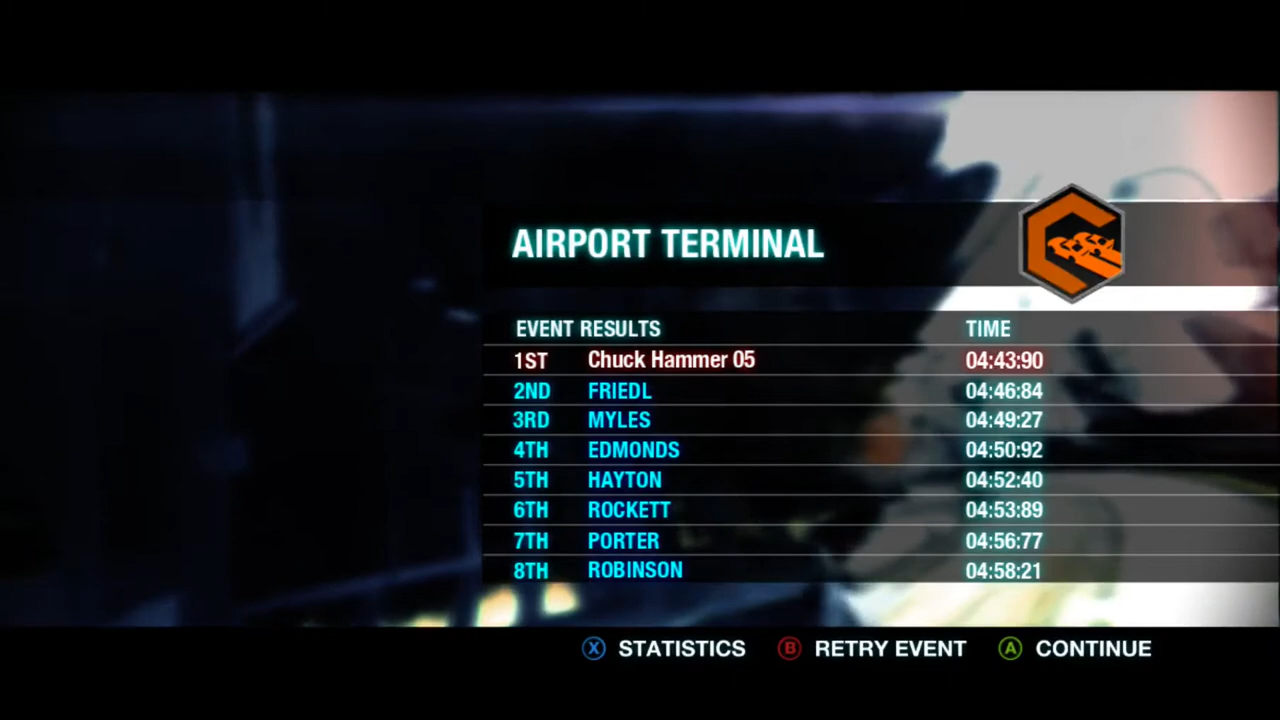 AIRPORT TERMINAL
EVENT RESULTS TIME
1ST Chuck Hammer 05 04:43:90
2ND FRIEDL 04:46:84
3RD MYLES 04:49:27
4TH EDMONDS 04:50:92
5TH HAYTON 04:52:40
6TH ROCKETT 04:53:89
7TH PORTER 04:56:77
8TH ROBINSON 04:58:21
X STATISTICS B RETRY EVENT A CONTINUE